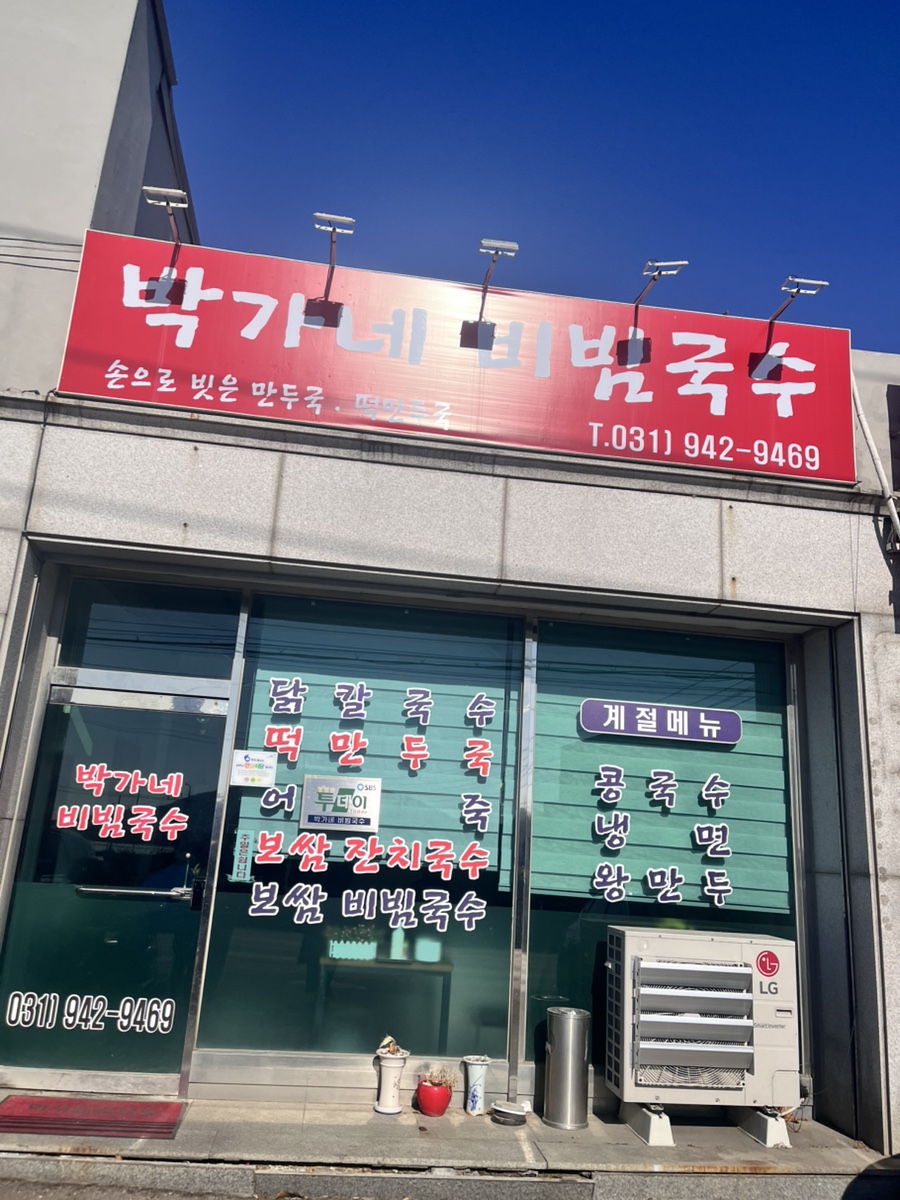 박가네 비빔국수
손으로 빚은 만두국 . 떡만두국
T.031) 942-9469
닭칼국수
떡만두국
어 죽
보쌈 잔치국수
보쌈 비빔국수
SBS
투데이
박가네 비빔국수
계절메뉴
콩국수
냉면
왕만두
박가네
비빔국수
031) 942-9469
LG
Smart Inverter